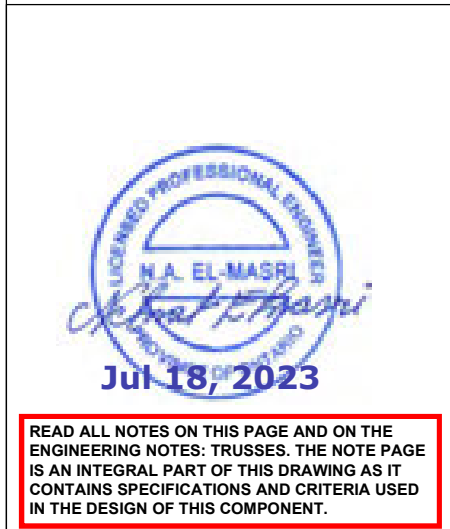 LICENSED PROFESSIONAL ENGINEER
N.A. EL-MASRI
PROVINCE OF ONTARIO
Jul 18, 2023
READ ALL NOTES ON THIS PAGE AND ON THE
ENGINEERING NOTES: TRUSSES. THE NOTE PAGE
IS AN INTEGRAL PART OF THIS DRAWING AS IT
CONTAINS SPECIFICATIONS AND CRITERIA USED
IN THE DESIGN OF THIS COMPONENT.